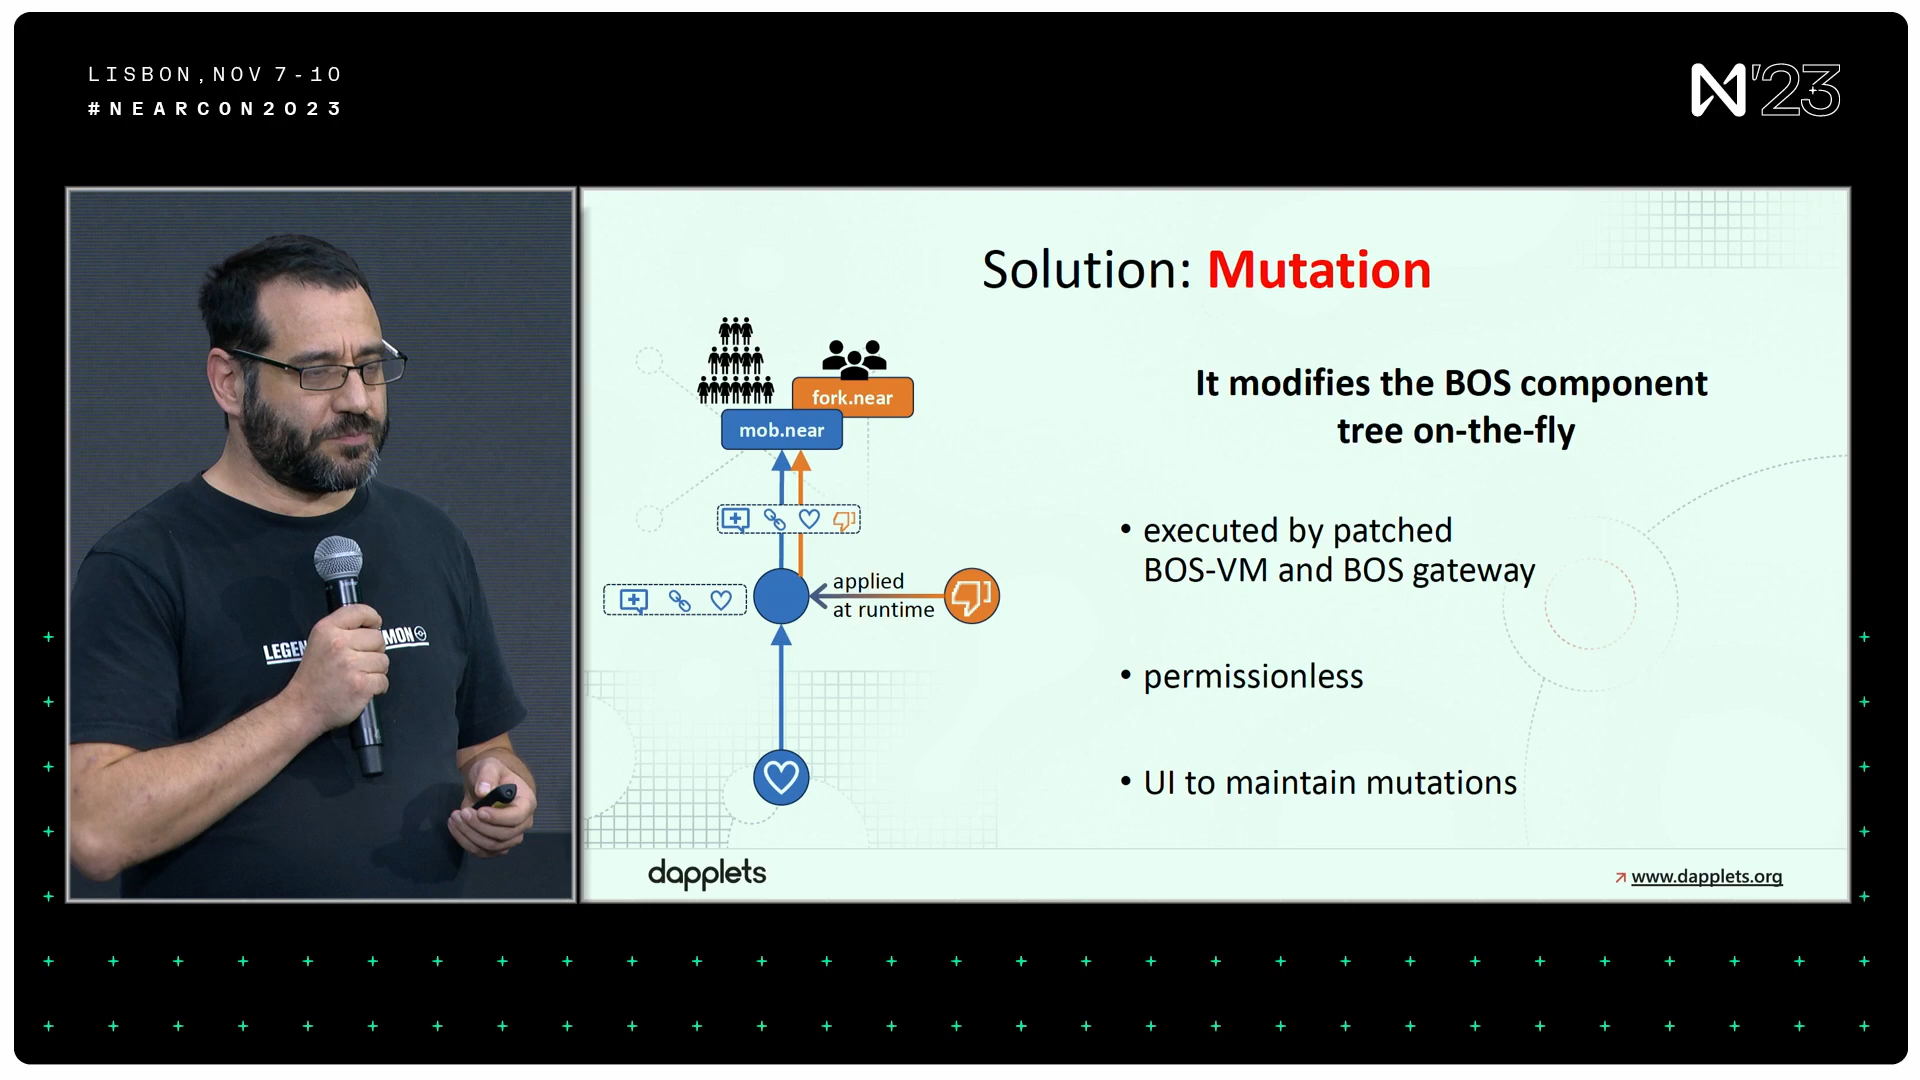 LISBON, NOV 7-10
#NEARCON2023
'23
Solution: Mutation
fork.near
mob.near
It modifies the BOS component
tree on-the-fly
• executed by patched
BOS-VM and BOS gateway
applied
at runtime
• permissionless
• UI to maintain mutations
dapplets
www.dapplets.org